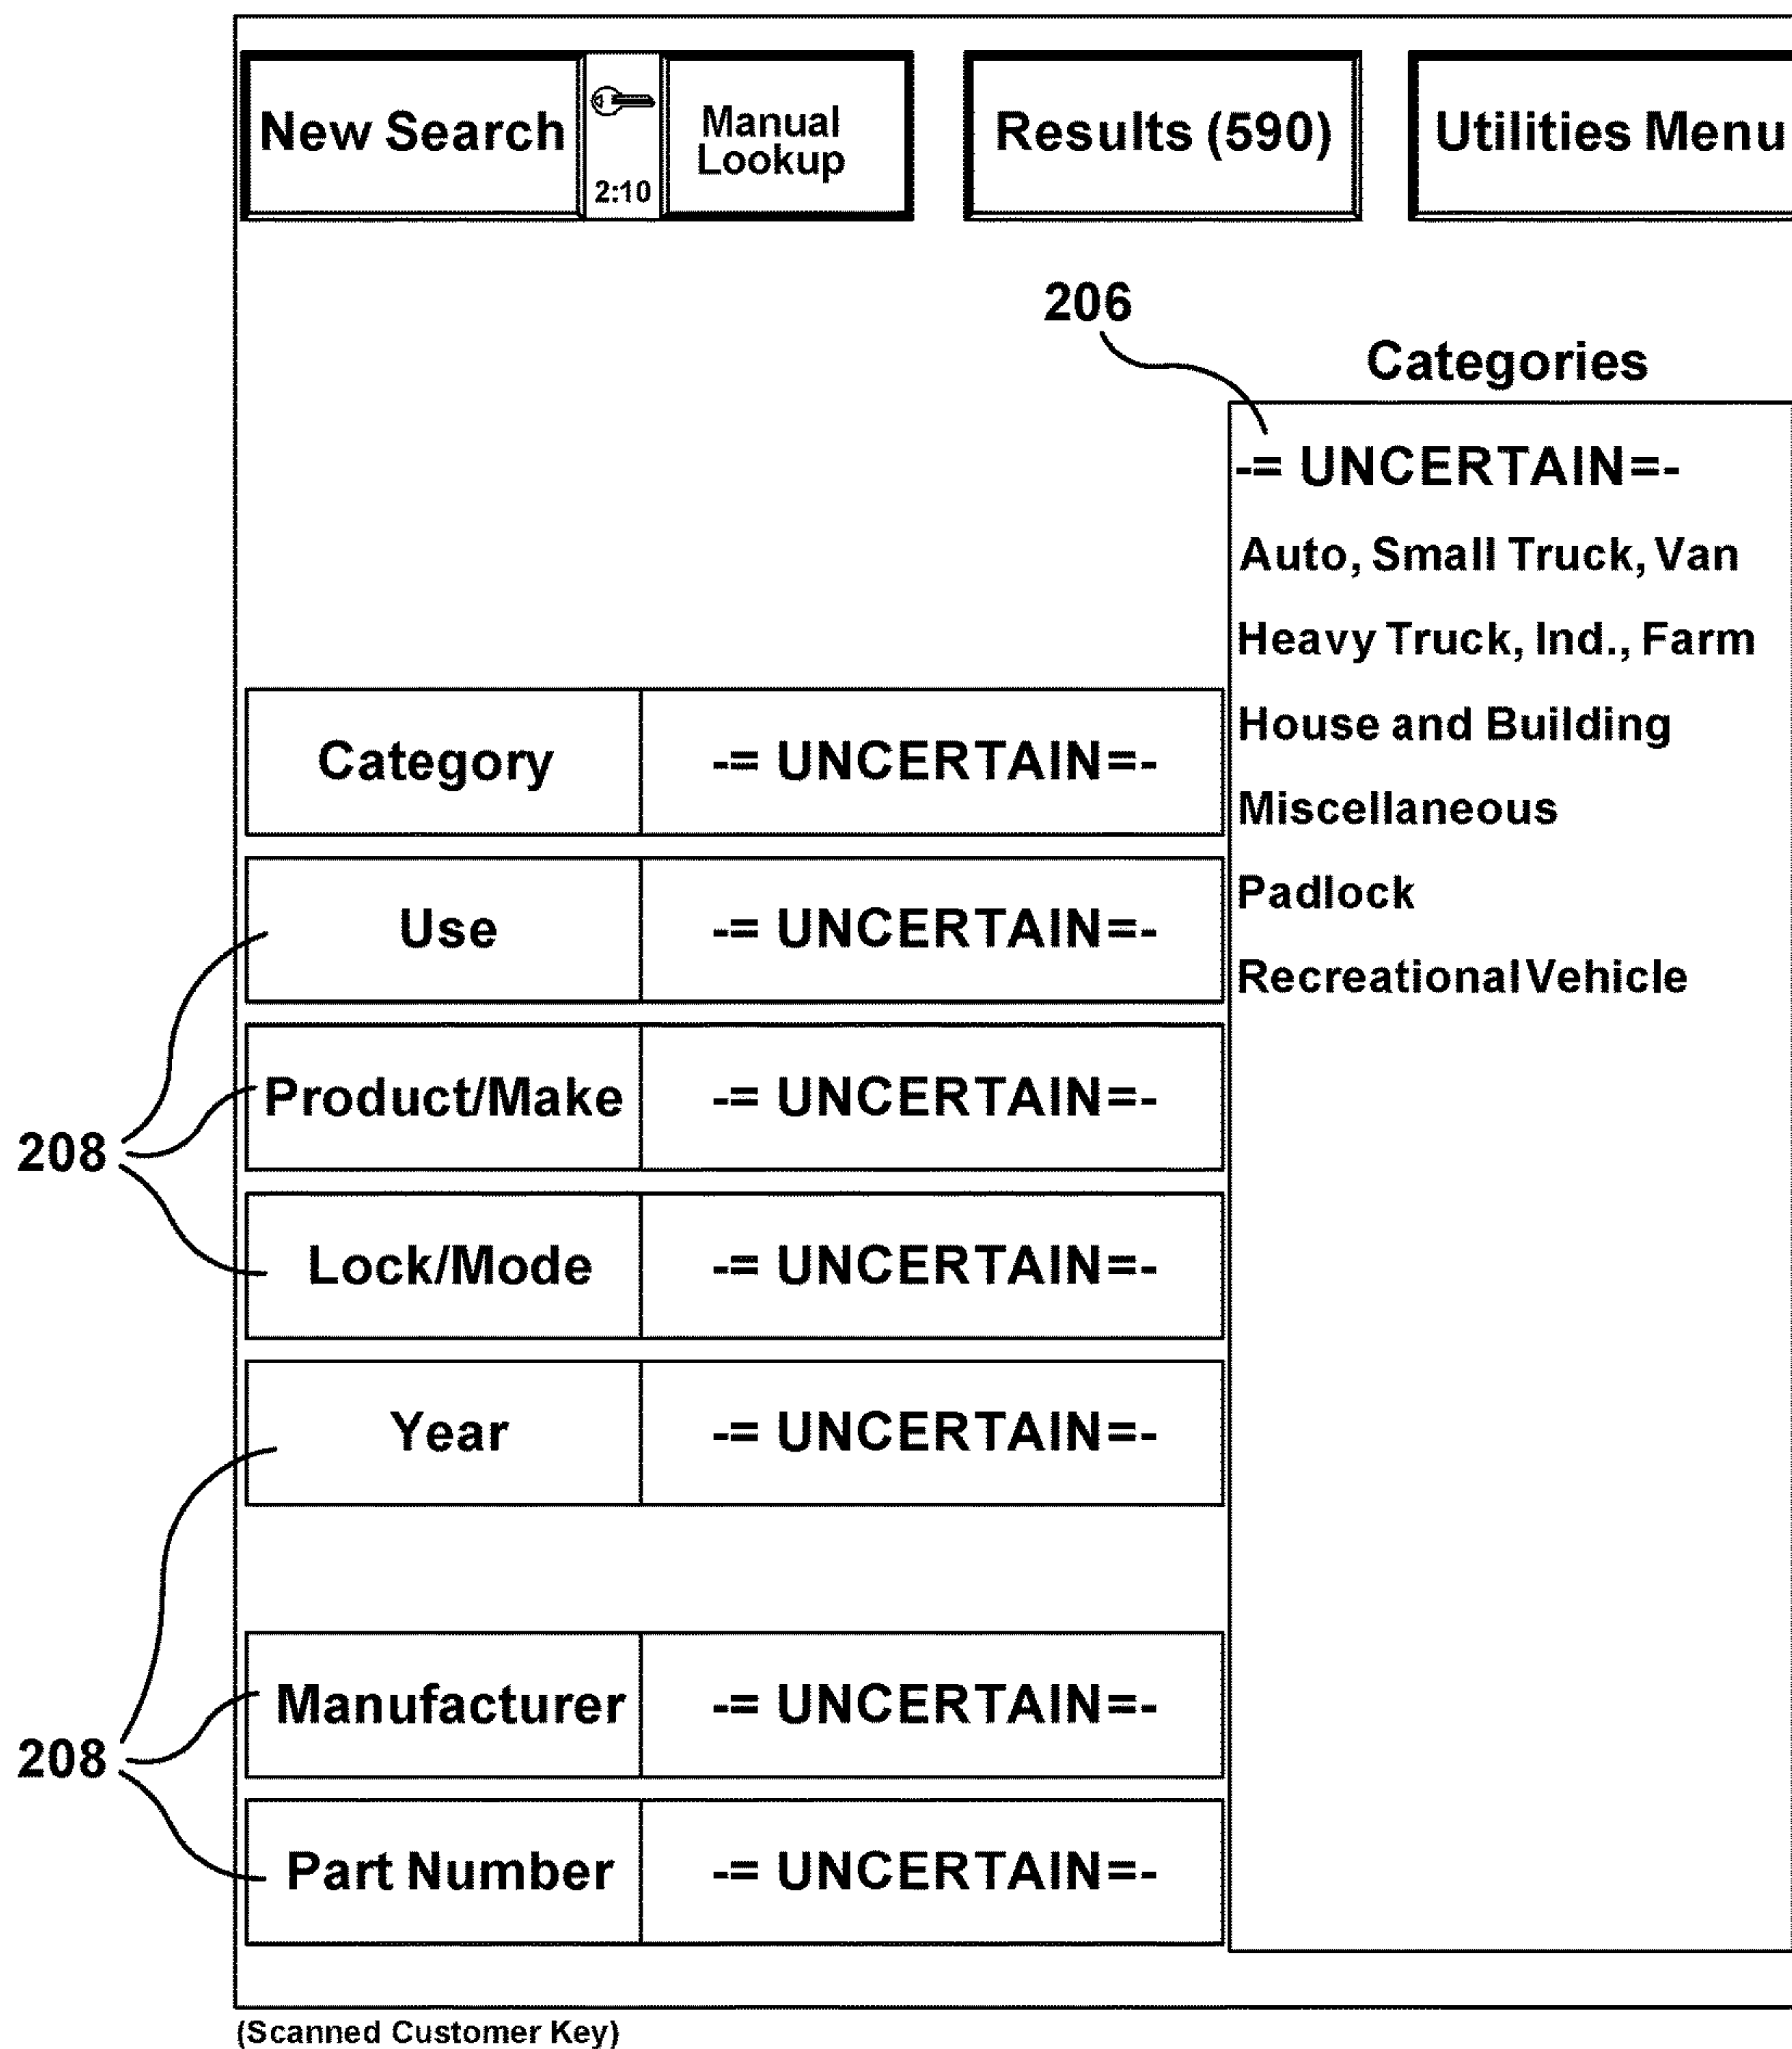 New Search
2:10
Manual
Lookup
Results (590)
Utilities Menu
206
Categories
-= UNCERTAIN=-
Auto, Small Truck, Van
Heavy Truck, Ind., Farm
House and Building
Miscellaneous
Padlock
Recreational Vehicle
Category
-= UNCERTAIN=-
Use
-= UNCERTAIN=-
Product/Make
-= UNCERTAIN=-
208
Lock/Mode
-= UNCERTAIN=-
Year
-= UNCERTAIN=-
Manufacturer
-= UNCERTAIN=-
208
Part Number
-= UNCERTAIN=-
(Scanned Customer Key)